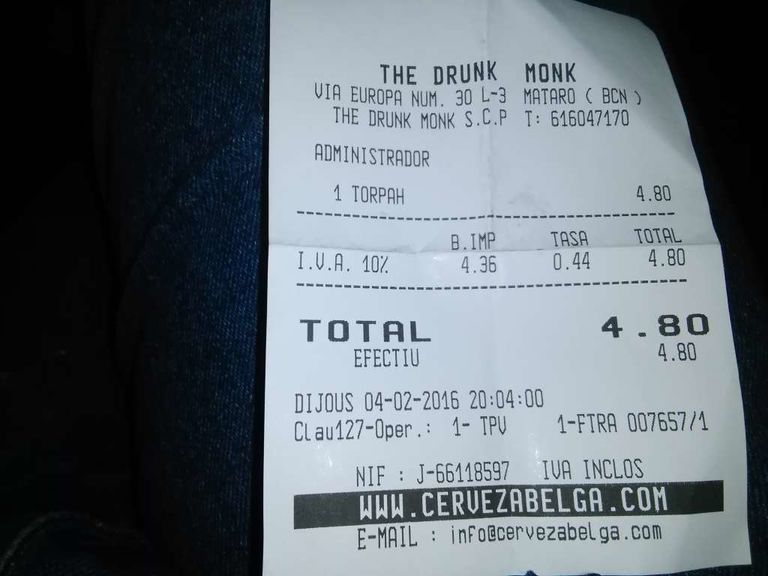 THE DRUNK MONK
VIA EUROPA NUM. 30 L-3 MATARO ( BCN )
THE DRUNK MONK S.C.P T: 616047170
ADMINISTRADOR
1 TORPAH 4.80
B.IMP TASA TOTAL
I.V.A. 10% 4.36 0.44 4.80
TOTAL 4.80
EFECTIU 4.80
DIJOUS 04-02-2016 20:04:00
Clau127-Oper.: 1- TPV 1-FTRA 007657/1
NIF : J-66118597 IVA INCLOS
WWW.CERVEZABELGA.COM
E-MAIL : info@cervezabelga.com